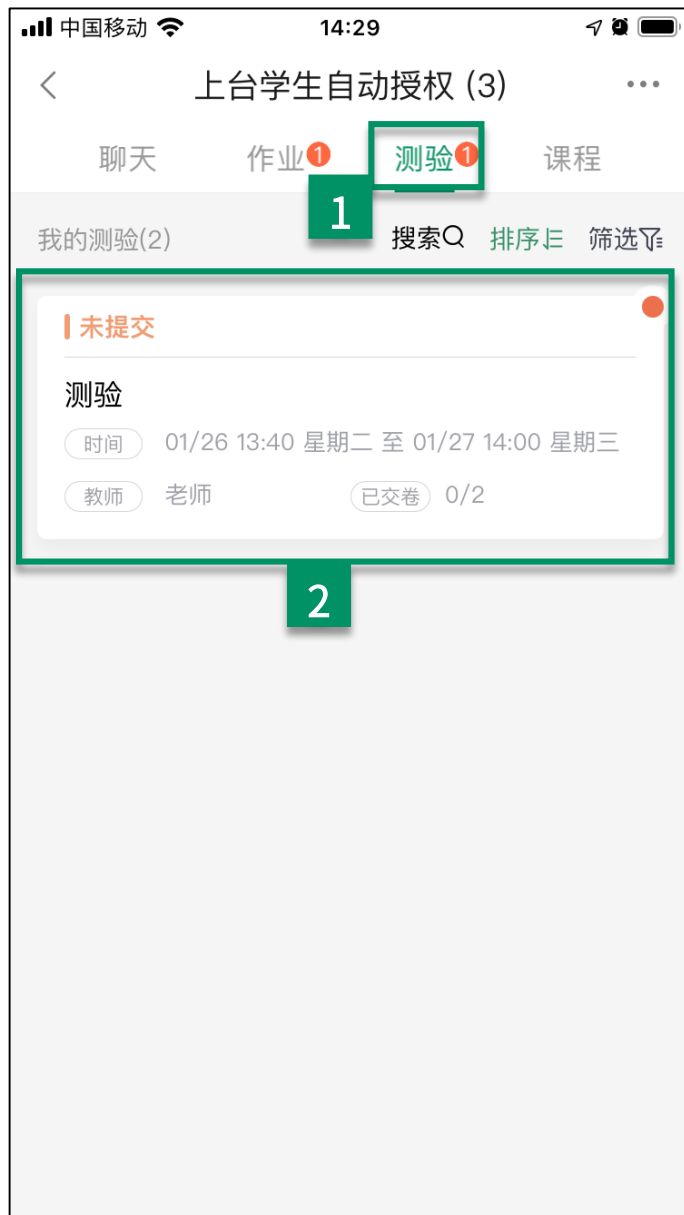 中国移动 14:29
上台学生自动授权 (3)
聊天 作业1 测验1 课程
1
我的测验(2) 搜索 排序 筛选
未提交
测验
时间 01/26 13:40 星期二 至 01/27 14:00 星期三
教师 老师 已交卷 0/2
2